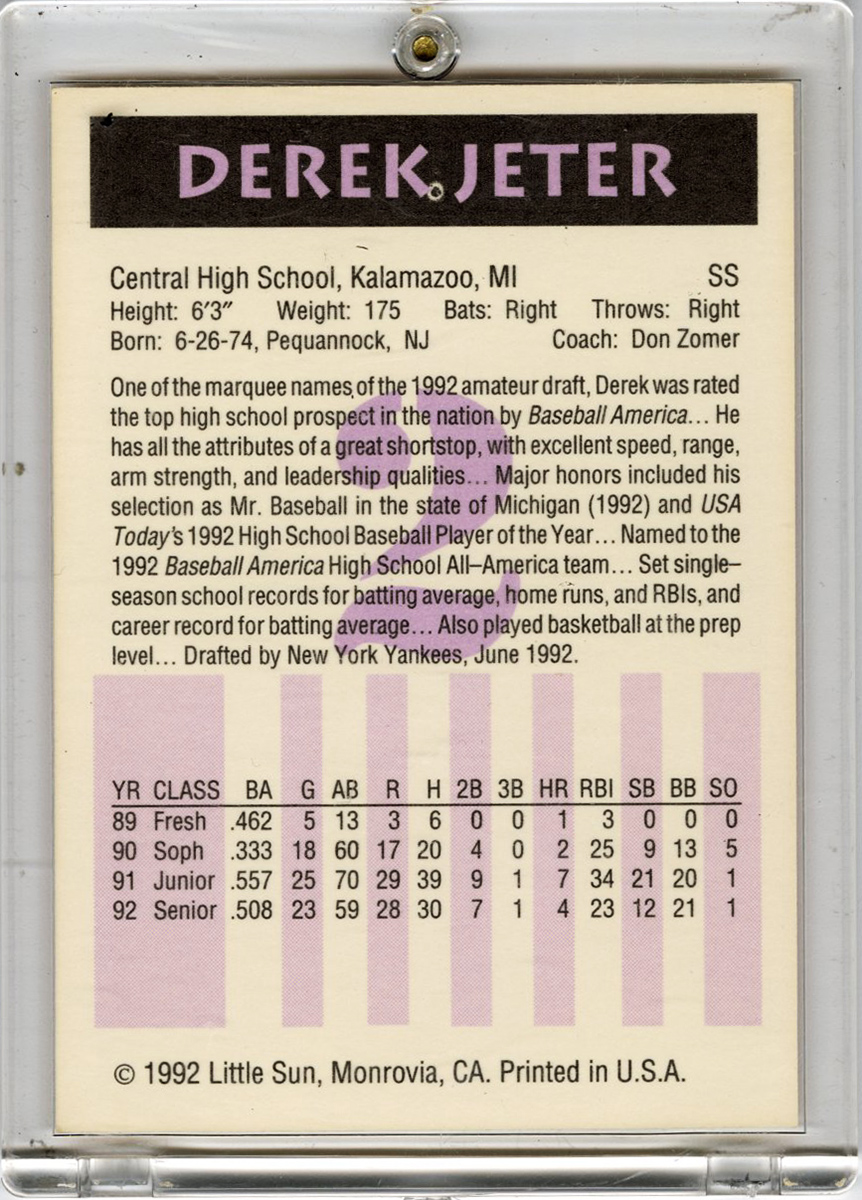 DEREK JETER
Central High School, Kalamazoo, MI SS
Height: 6'3" Weight: 175 Bats: Right Throws: Right
Born: 6-26-74, Pequannock, NJ Coach: Don Zomer
One of the marquee names of the 1992 amateur draft, Derek was rated
the top high school prospect in the nation by Baseball America... He
has all the attributes of a great shortstop, with excellent speed, range,
arm strength, and leadership qualities... Major honors included his
selection as Mr. Baseball in the state of Michigan (1992) and USA
Today's 1992 High School Baseball Player of the Year... Named to the
1992 Baseball America High School All–America team... Set single–
season school records for batting average, home runs, and RBIs, and
career record for batting average... Also played basketball at the prep
level... Drafted by New York Yankees, June 1992.
2
YR CLASS BA G AB R H 2B 3B HR RBI SB BB SO
89 Fresh .462 5 13 3 6 0 0 1 3 0 0 0
90 Soph .333 18 60 17 20 4 0 2 25 9 13 5
91 Junior .557 25 70 29 39 9 1 7 34 21 20 1
92 Senior .508 23 59 28 30 7 1 4 23 12 21 1
© 1992 Little Sun, Monrovia, CA. Printed in U.S.A.